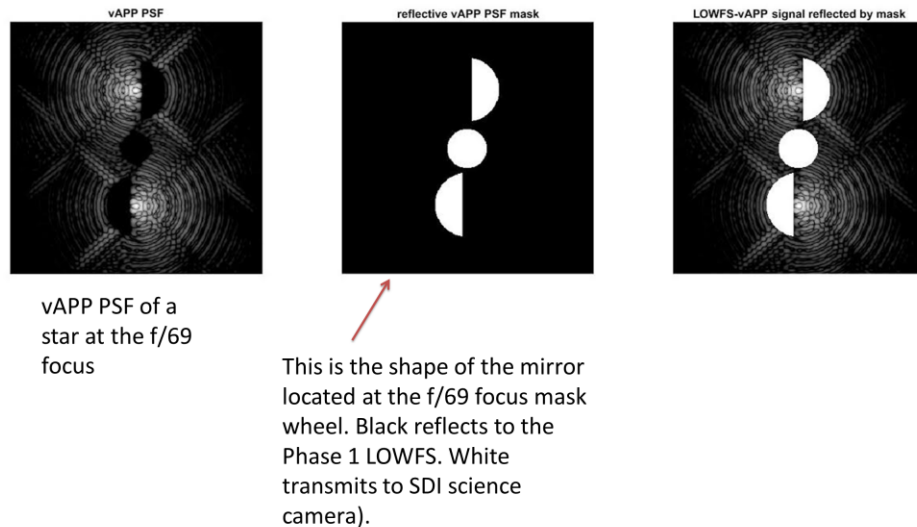 vAPP PSF
reflective vAPP PSF mask
LOWFS-vAPP signal reflected by mask
vAPP PSF of a
star at the f/69
focus
This is the shape of the mirror
located at the f/69 focus mask
wheel. Black reflects to the
Phase 1 LOWFS. White
transmits to SDI science
camera).